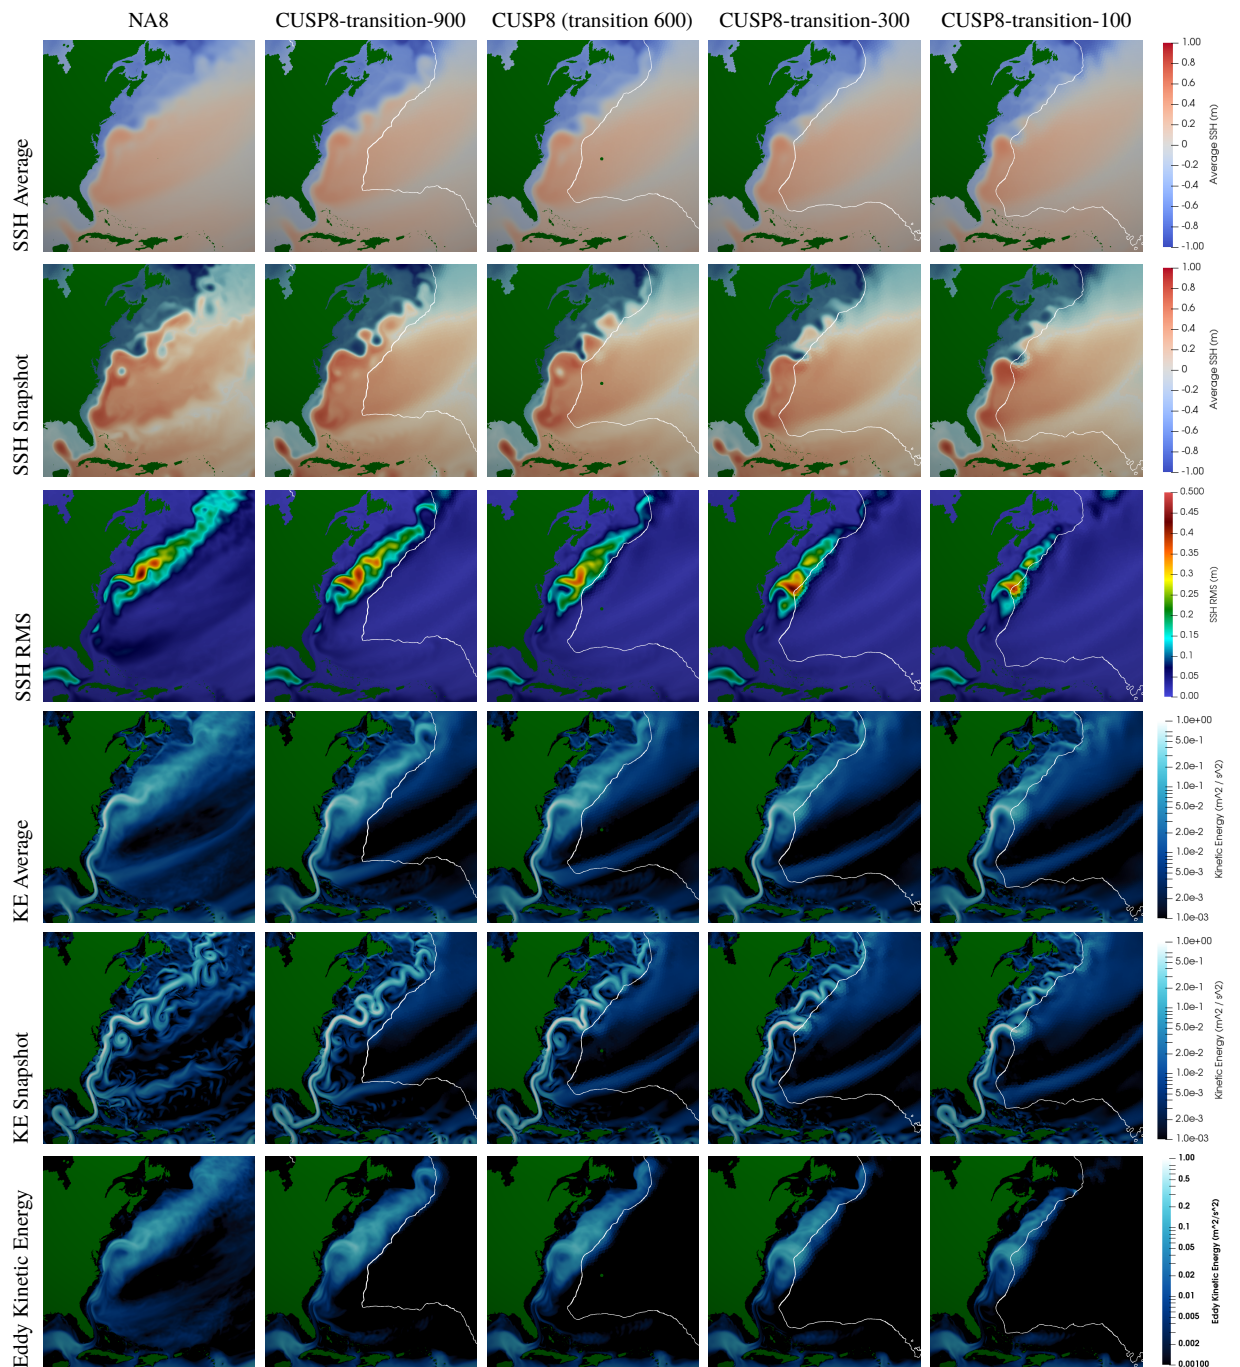 NA8
CUSP8-transition-900
CUSP8 (transition 600)
CUSP8-transition-300
CUSP8-transition-100
SSH Average
1.00
0.8
0.6
0.4
0.2
0
-0.2
-0.4
-0.6
-0.8
-1.00
Average SSH (m)
SSH Snapshot
1.00
0.8
0.6
0.4
0.2
0
-0.2
-0.4
-0.6
-0.8
-1.00
Average SSH (m)
SSH RMS
0.500
0.45
0.4
0.35
0.3
0.25
0.2
0.15
0.1
0.05
0.00
SSH RMS (m)
KE Average
1.0e+00
5.0e-1
2.0e-1
1.0e-1
5.0e-2
2.0e-2
1.0e-2
5.0e-3
2.0e-3
1.0e-03
Kinetic Energy (m^2 / s^2)
KE Snapshot
1.0e+00
5.0e-1
2.0e-1
1.0e-1
5.0e-2
2.0e-2
1.0e-2
5.0e-3
2.0e-3
1.0e-03
Kinetic Energy (m^2 / s^2)
Eddy Kinetic Energy
1.00
0.5
0.2
0.1
0.05
0.02
0.01
0.005
0.002
0.00100
Eddy Kinetic Energy (m^2/s^2)